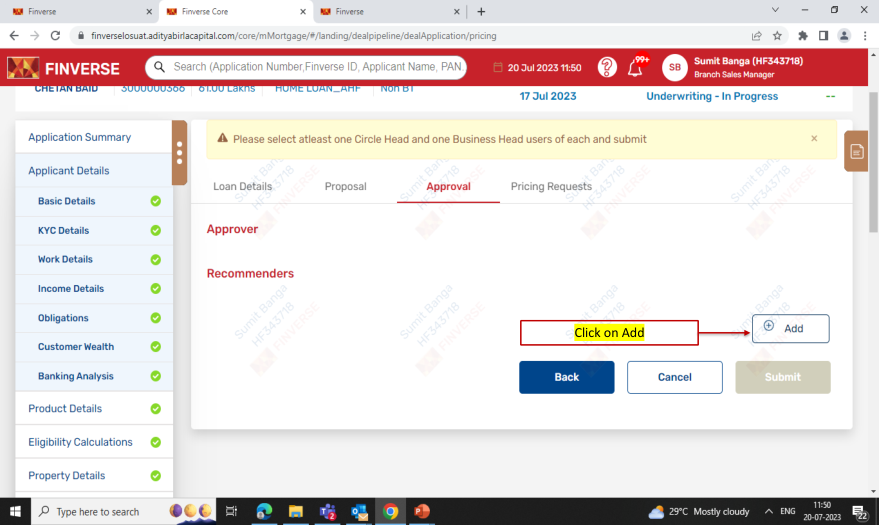 Finverse
Finverse Core
Finverse
finverselosuat.adityabirlacapital.com/core/mMortgage/#/landing/dealpipeline/dealApplication/pricing
FINVERSE
Search (Application Number,Finverse ID, Applicant Name, PAN,
20 Jul 2023 11:50
99+
SB
Sumit Banga (HF343718)
Branch Sales Manager
CHETAN BAID 3000000366 61.00 Lakhs HOME LOAN_AHF Non BT
17 Jul 2023
Underwriting - In Progress
--
Application Summary
Please select atleast one Circle Head and one Business Head users of each and submit
Applicant Details
Loan Details
Proposal
Approval
Pricing Requests
Basic Details
KYC Details
Approver
Work Details
Recommenders
Income Details
Obligations
Click on Add
Add
Customer Wealth
Banking Analysis
Back
Cancel
Submit
Product Details
Eligibility Calculations
Property Details
Sumit Banga
HF343718
FINVERSE
Type here to search
29°C Mostly cloudy
ENG
11:50
20-07-2023
22